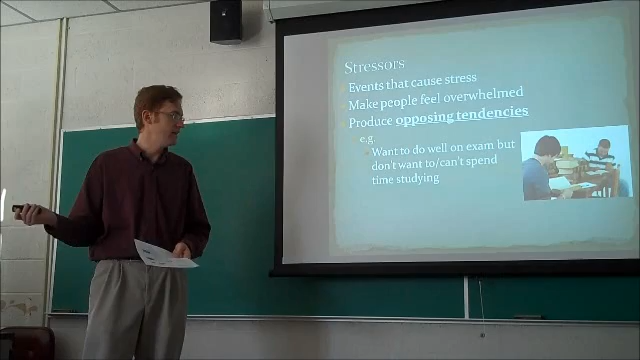 Stressors
Events that cause stress
Make people feel overwhelmed
Produce opposing tendencies
e.g.
Want to do well on exam but
don't want to/can't spend
time studying